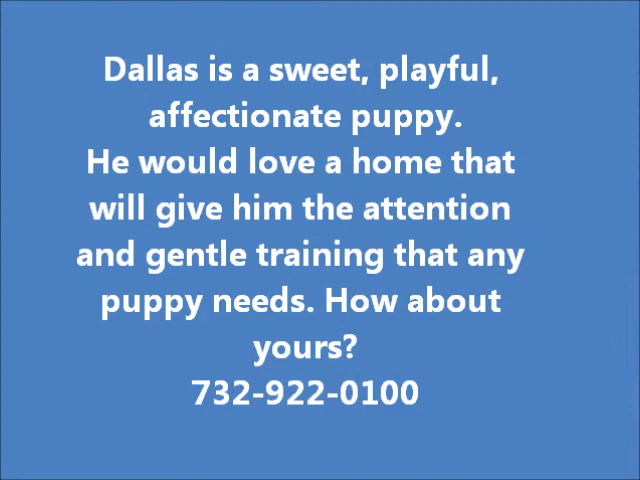 Dallas is a sweet, playful,
affectionate puppy.
He would love a home that
will give him the attention
and gentle training that any
puppy needs. How about
yours?
732-922-0100